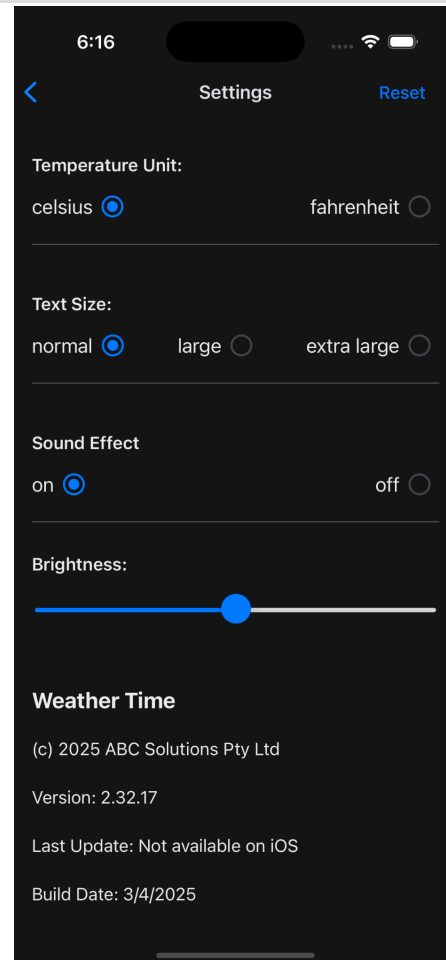 6:16
Settings Reset
Temperature Unit:
celsius fahrenheit
Text Size:
normal large extra large
Sound Effect
on off
Brightness:
Weather Time
(c) 2025 ABC Solutions Pty Ltd
Version: 2.32.17
Last Update: Not available on iOS
Build Date: 3/4/2025